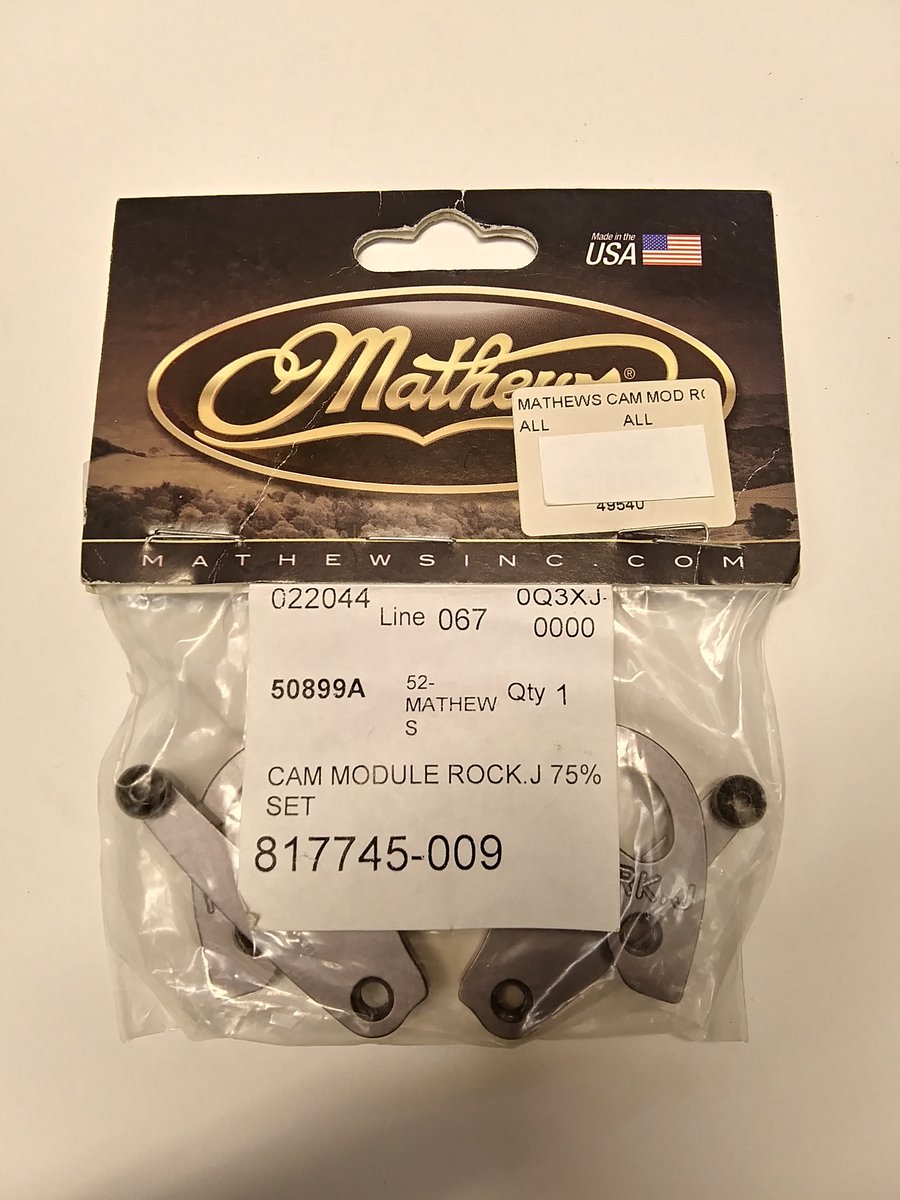 Made in the
USA
Mathews®
MATHEWS CAM MOD
ALL ALL
49540
MATHEWSINC.COM
022044 Line 067 0Q3XJ-
0000
50899A 52- Qty 1
MATHEW
S
CAM MODULE ROCK.J 75%
SET
817745-009
RK.J